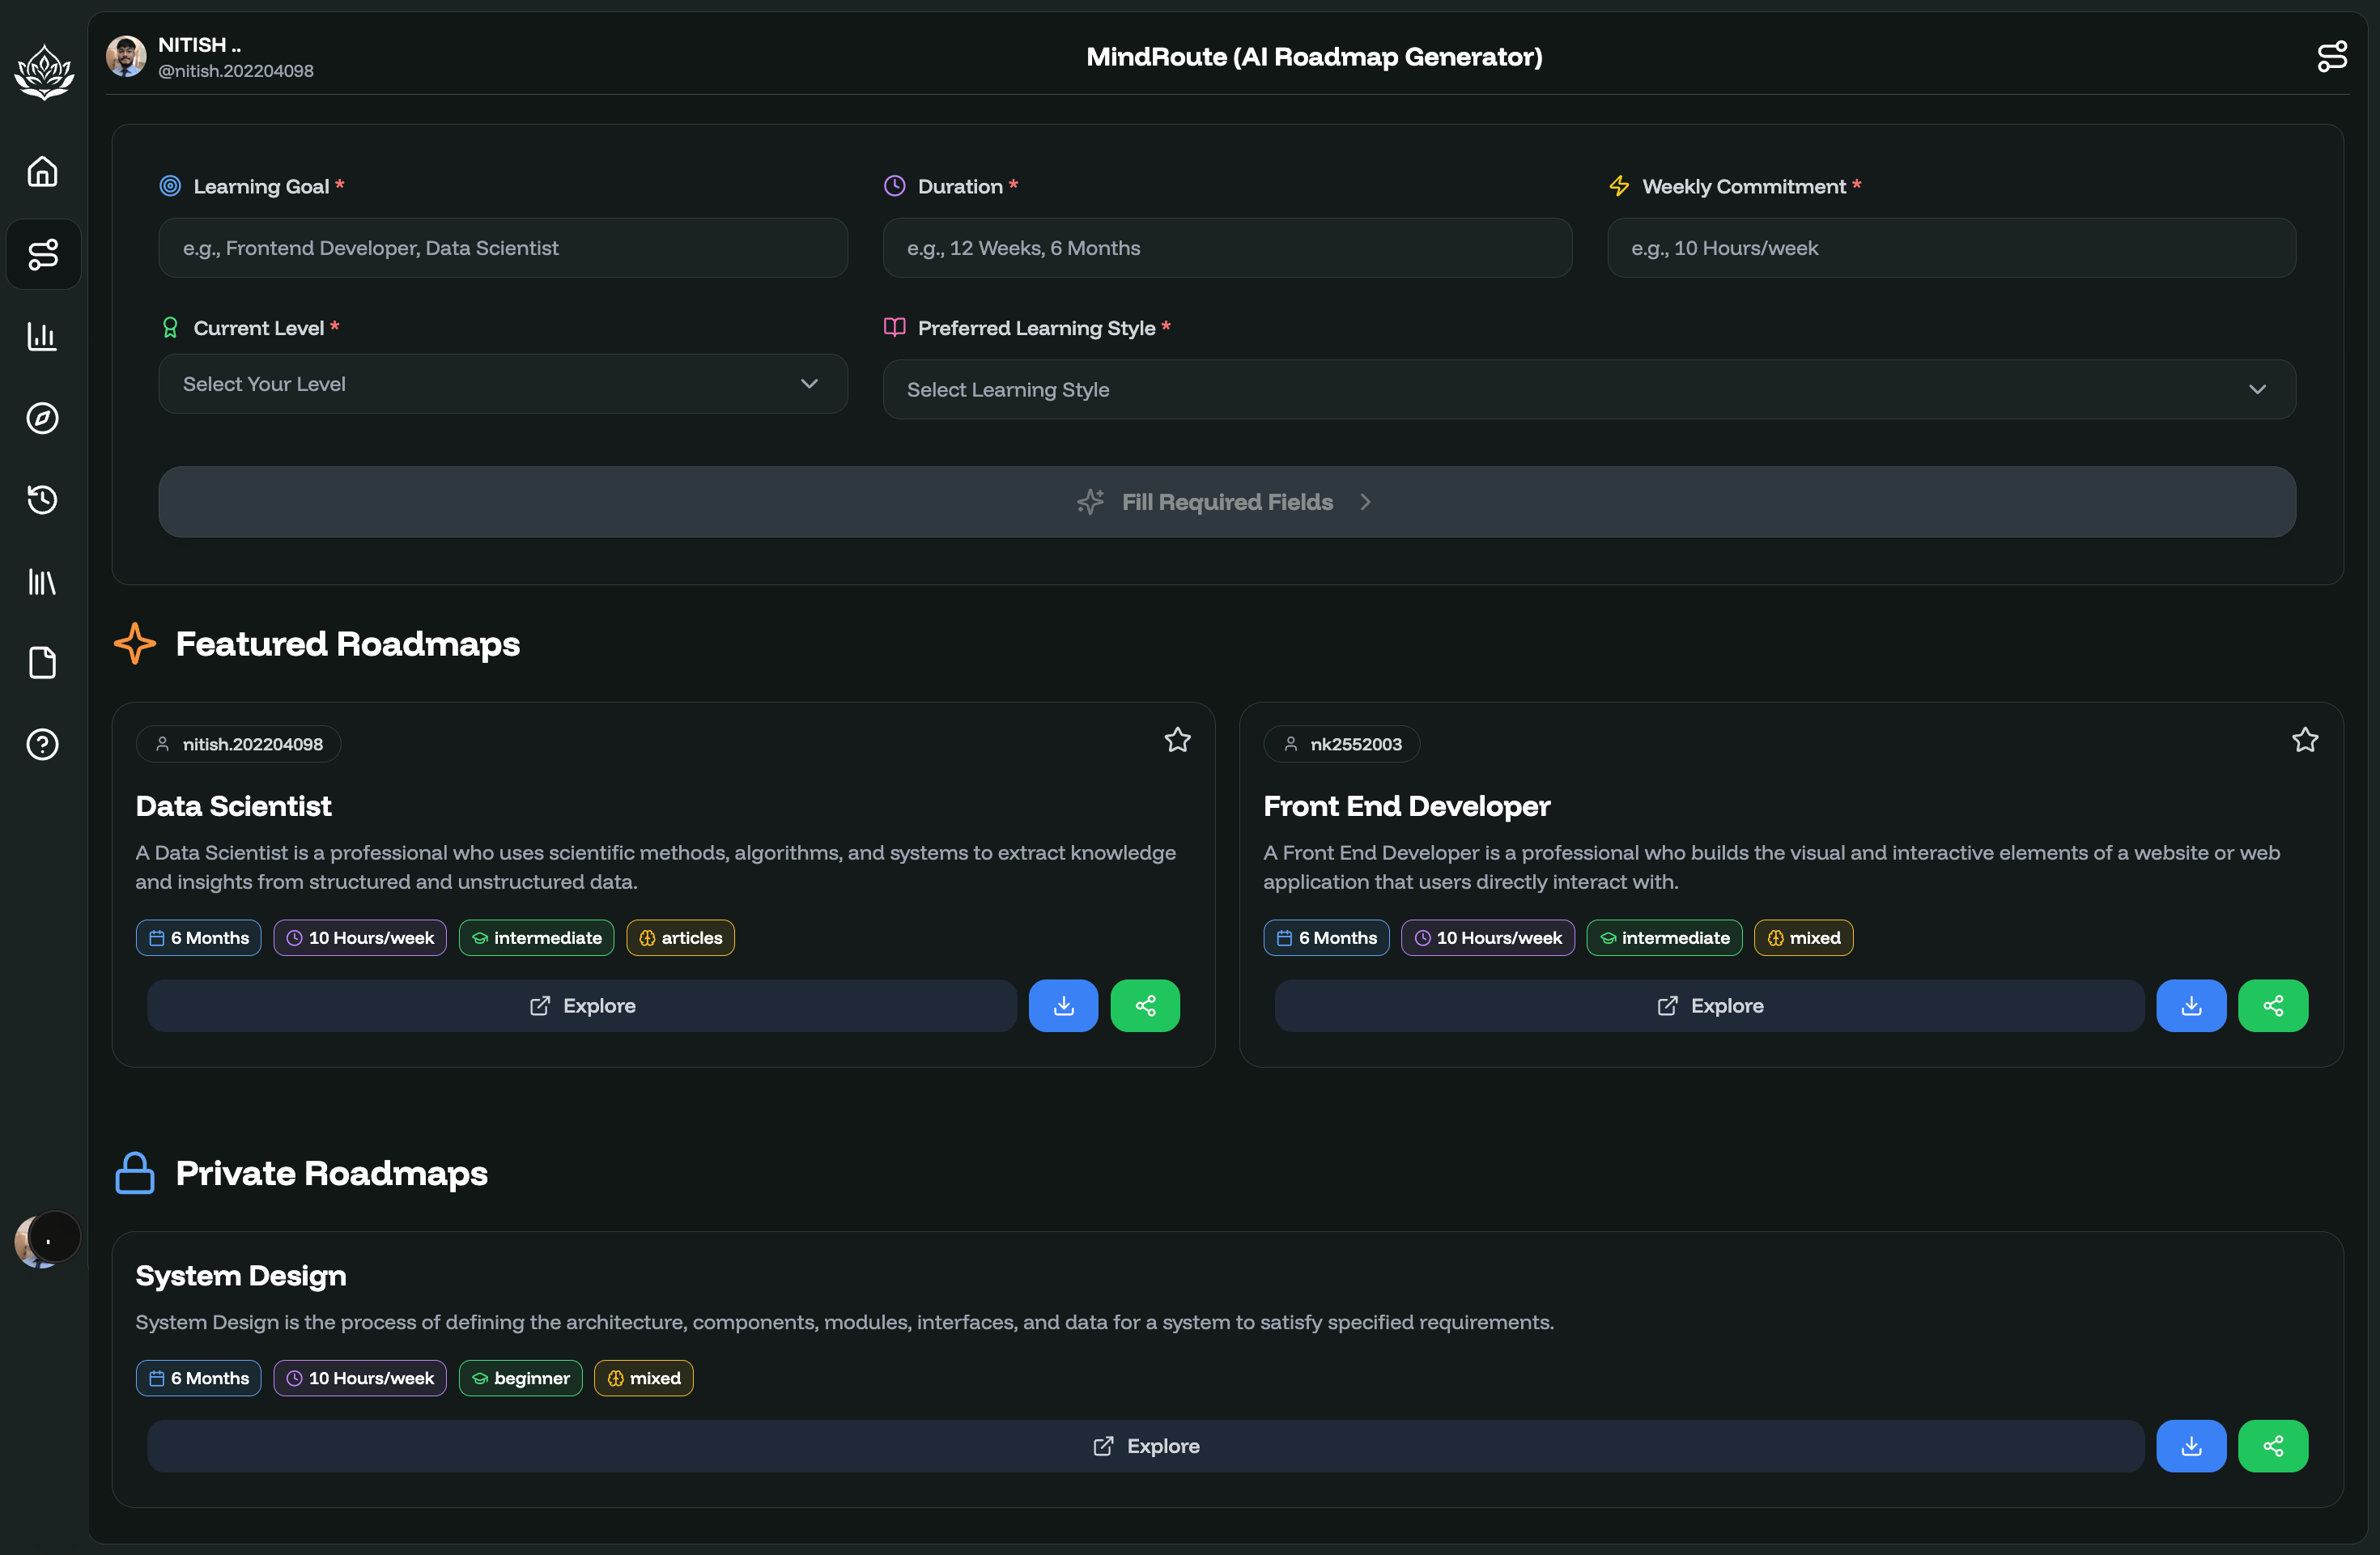 NITISH ..
@nitish.202204098
MindRoute (AI Roadmap Generator)
Learning Goal *
Duration *
Weekly Commitment *
e.g., Frontend Developer, Data Scientist
e.g., 12 Weeks, 6 Months
e.g., 10 Hours/week
Current Level *
Preferred Learning Style *
Select Your Level
Select Learning Style
Fill Required Fields
Featured Roadmaps
nitish.202204098
Data Scientist
A Data Scientist is a professional who uses scientific methods, algorithms, and systems to extract knowledge
and insights from structured and unstructured data.
6 Months
10 Hours/week
intermediate
articles
Explore
nk2552003
Front End Developer
A Front End Developer is a professional who builds the visual and interactive elements of a website or web
application that users directly interact with.
6 Months
10 Hours/week
intermediate
mixed
Explore
Private Roadmaps
System Design
System Design is the process of defining the architecture, components, modules, interfaces, and data for a system to satisfy specified requirements.
6 Months
10 Hours/week
beginner
mixed
Explore